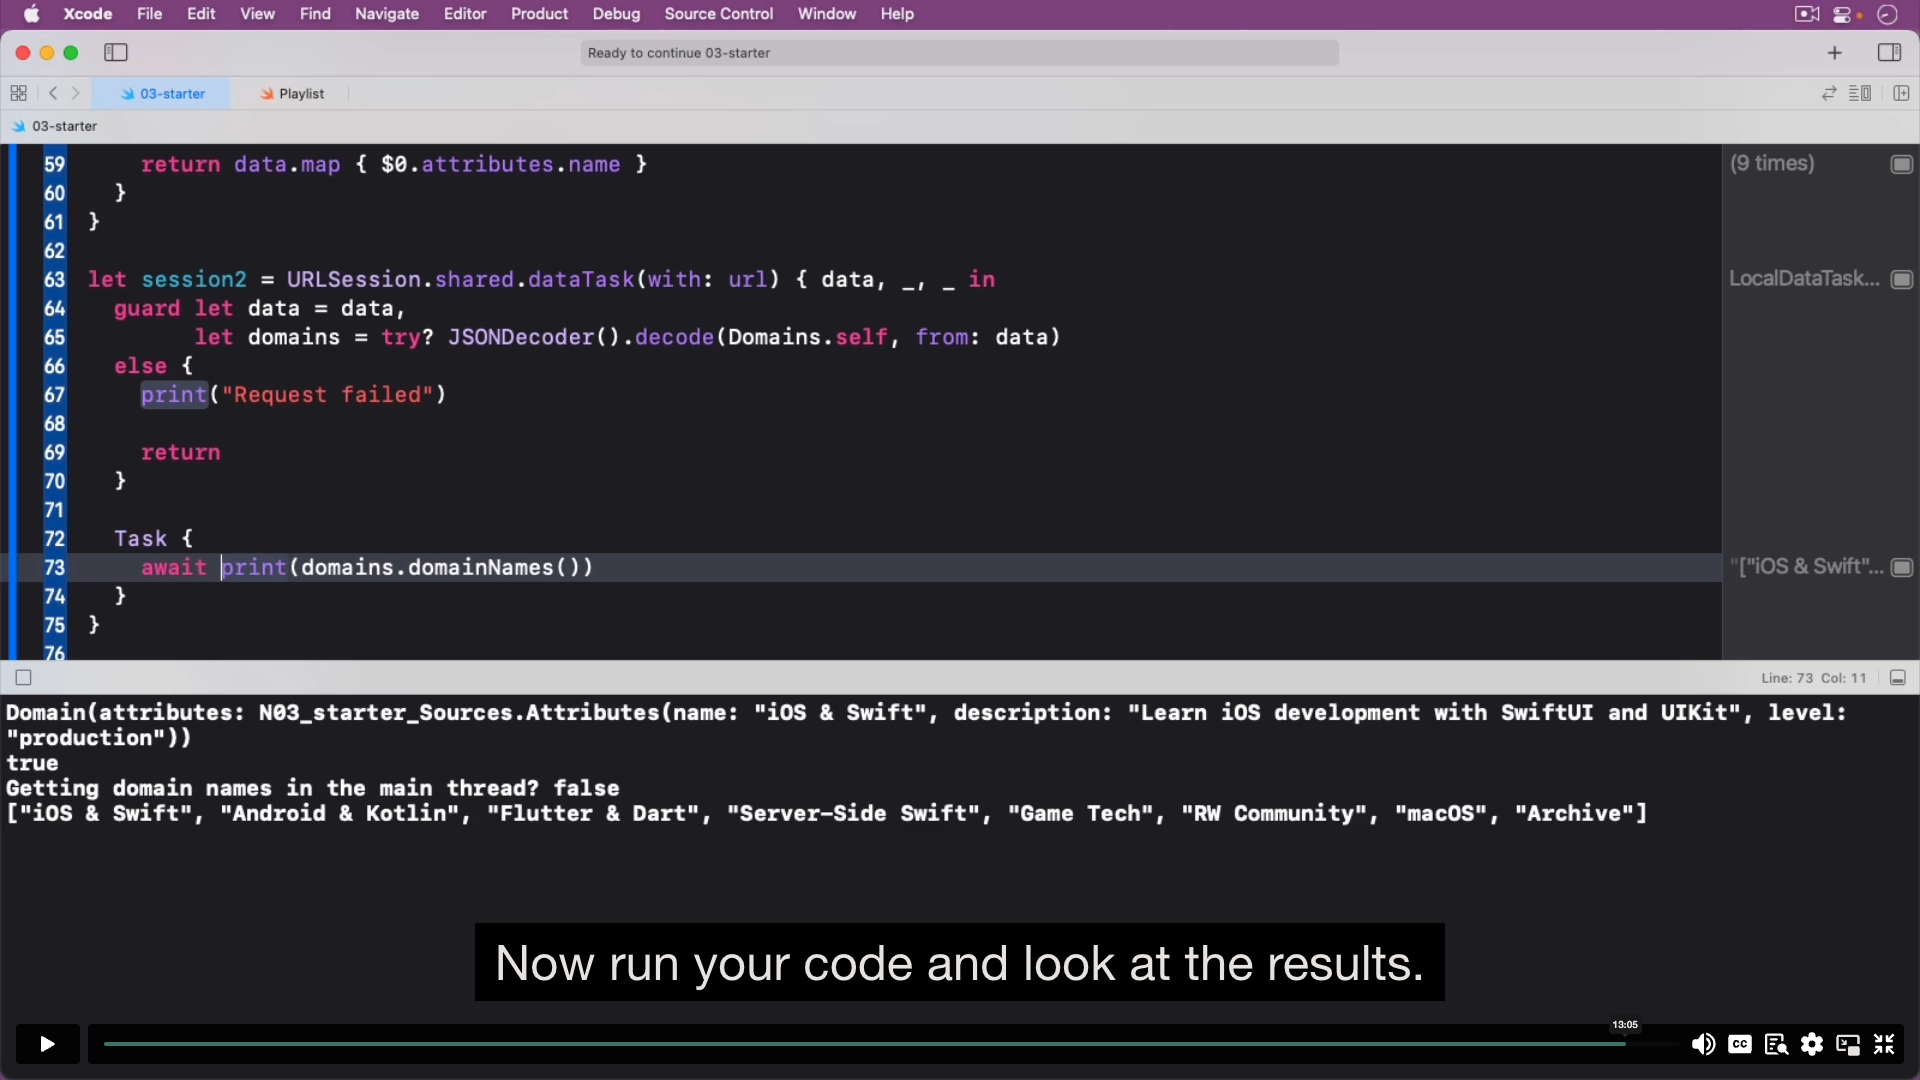 Xcode File Edit View Find Navigate Editor Product Debug Source Control Window Help
Ready to continue 03-starter
03-starter Playlist
03-starter
59 return data.map { $0.attributes.name } (9 times)
60 }
61 }
62
63 let session2 = URLSession.shared.dataTask(with: url) { data, _, _ in LocalDataTask...
64 guard let data = data,
65 let domains = try? JSONDecoder().decode(Domains.self, from: data)
66 else {
67 print("Request failed")
68
69 return
70 }
71
72 Task {
73 await print(domains.domainNames()) "["iOS & Swift"...
74 }
75 }
76
Line: 73 Col: 11
Domain(attributes: N03_starter_Sources.Attributes(name: "iOS & Swift", description: "Learn iOS development with SwiftUI and UIKit", level:
"production"))
true
Getting domain names in the main thread? false
["iOS & Swift", "Android & Kotlin", "Flutter & Dart", "Server-Side Swift", "Game Tech", "RW Community", "macOS", "Archive"]
Now run your code and look at the results.
13:05
CC